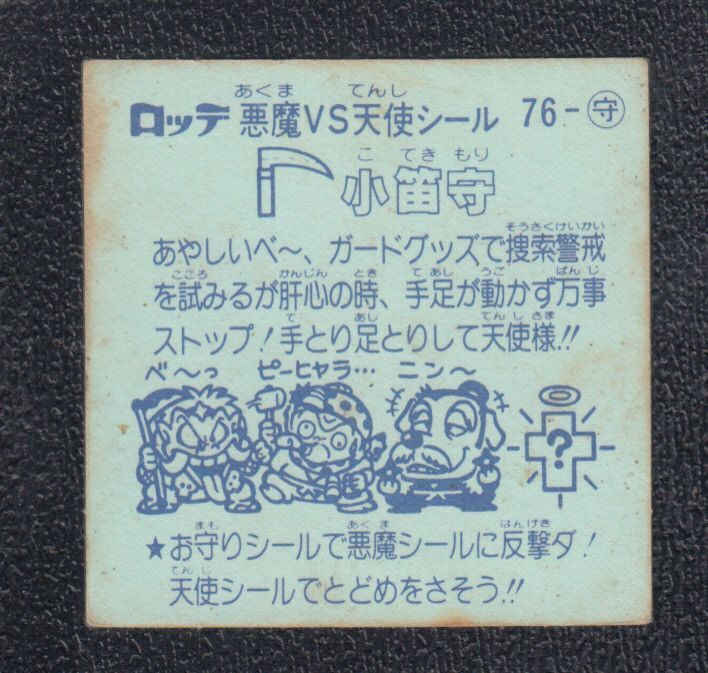 あくま てんし
ロッテ 悪魔VS天使シール 76-守
こ てき もり
小笛守
そうさくけいかい
あやしいべ〜、ガードグッズで捜索警戒
こころ かんじん とき て あし うご ばんじ
を試みるが肝心の時、手足が動かず万事
て あし てんし さま
ストップ!手とり足とりして天使様!!
べ〜っ ピーヒャラ… ニン〜
?
まも あくま はんげき
★お守りシールで悪魔シールに反撃ダ!
てんし
天使シールでとどめをさそう!!